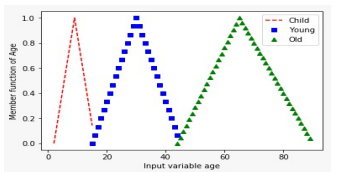 Member function of Age
1.0
0.8
0.6
0.4
0.2
0.0
0 20 40 60 80
Input variable age
Child
Young
Old